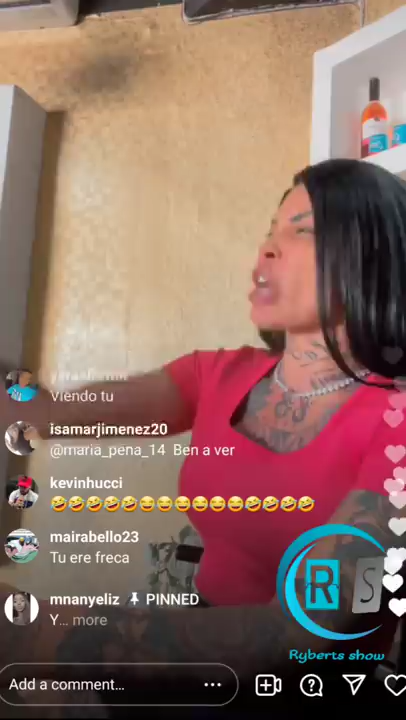 Viendo tu
isamarjimenez20
@maria_pena_14 Ben a ver
kevinhucci
🤣🤣🤣🤣🤣😂😂😂😂😂😂🤣🤣🤣🤣
mairabello23
Tu ere freca
mnanyeliz PINNED
Y... more
RS
Ryberts show
Add a comment...